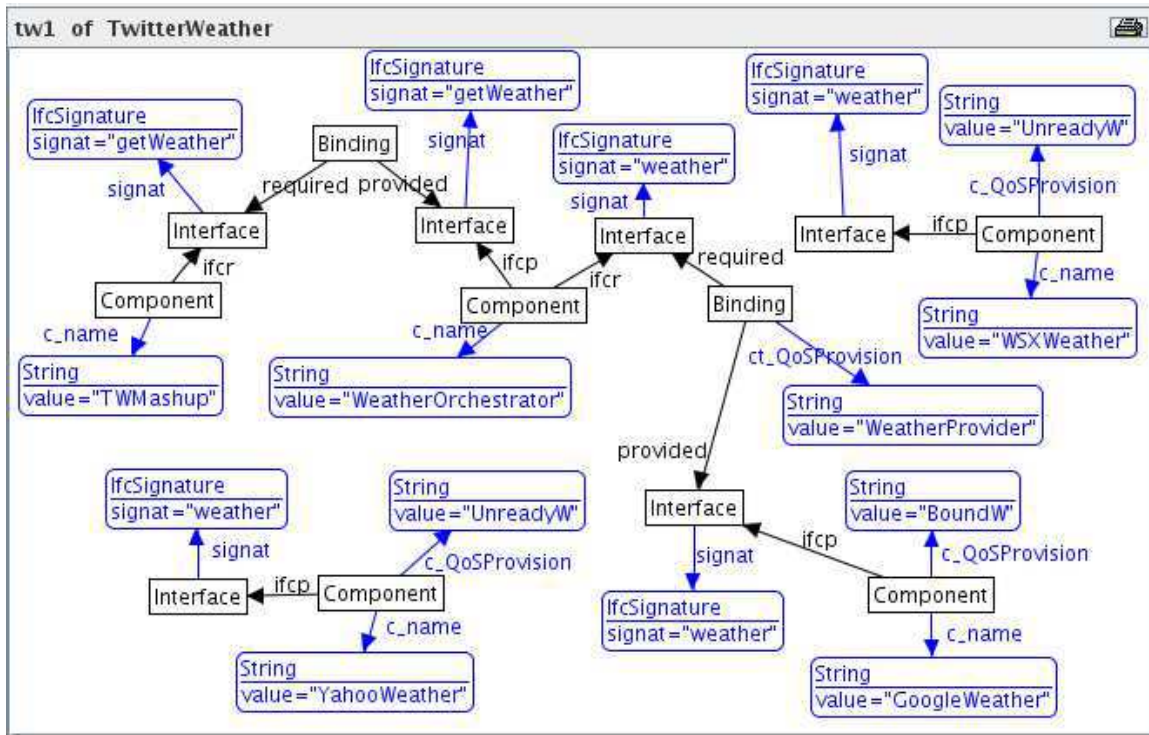 tw1 of TwitterWeather
IfcSignature
signat="getWeather"
IfcSignature
signat="weather"
IfcSignature
signat="getWeather"
String
value="UnreadyW"
IfcSignature
signat="weather"
Binding
signat
signat
signat
required
provided
signat
c_QoSProvision
Interface
Interface
Interface
Interface
ifcp
Component
ifcr
ifcp
ifcr
required
c_name
Component
Component
Binding
c_name
c_name
String
value="WSXWeather"
String
value="TWMashup"
String
value="WeatherOrchestrator"
ct_QoSProvision
String
value="WeatherProvider"
provided
IfcSignature
signat="weather"
String
value="UnreadyW"
Interface
String
value="BoundW"
signat
c_QoSProvision
ifcp
signat
c_QoSProvision
Interface
ifcp
Component
Component
IfcSignature
signat="weather"
c_name
c_name
String
value="YahooWeather"
String
value="GoogleWeather"